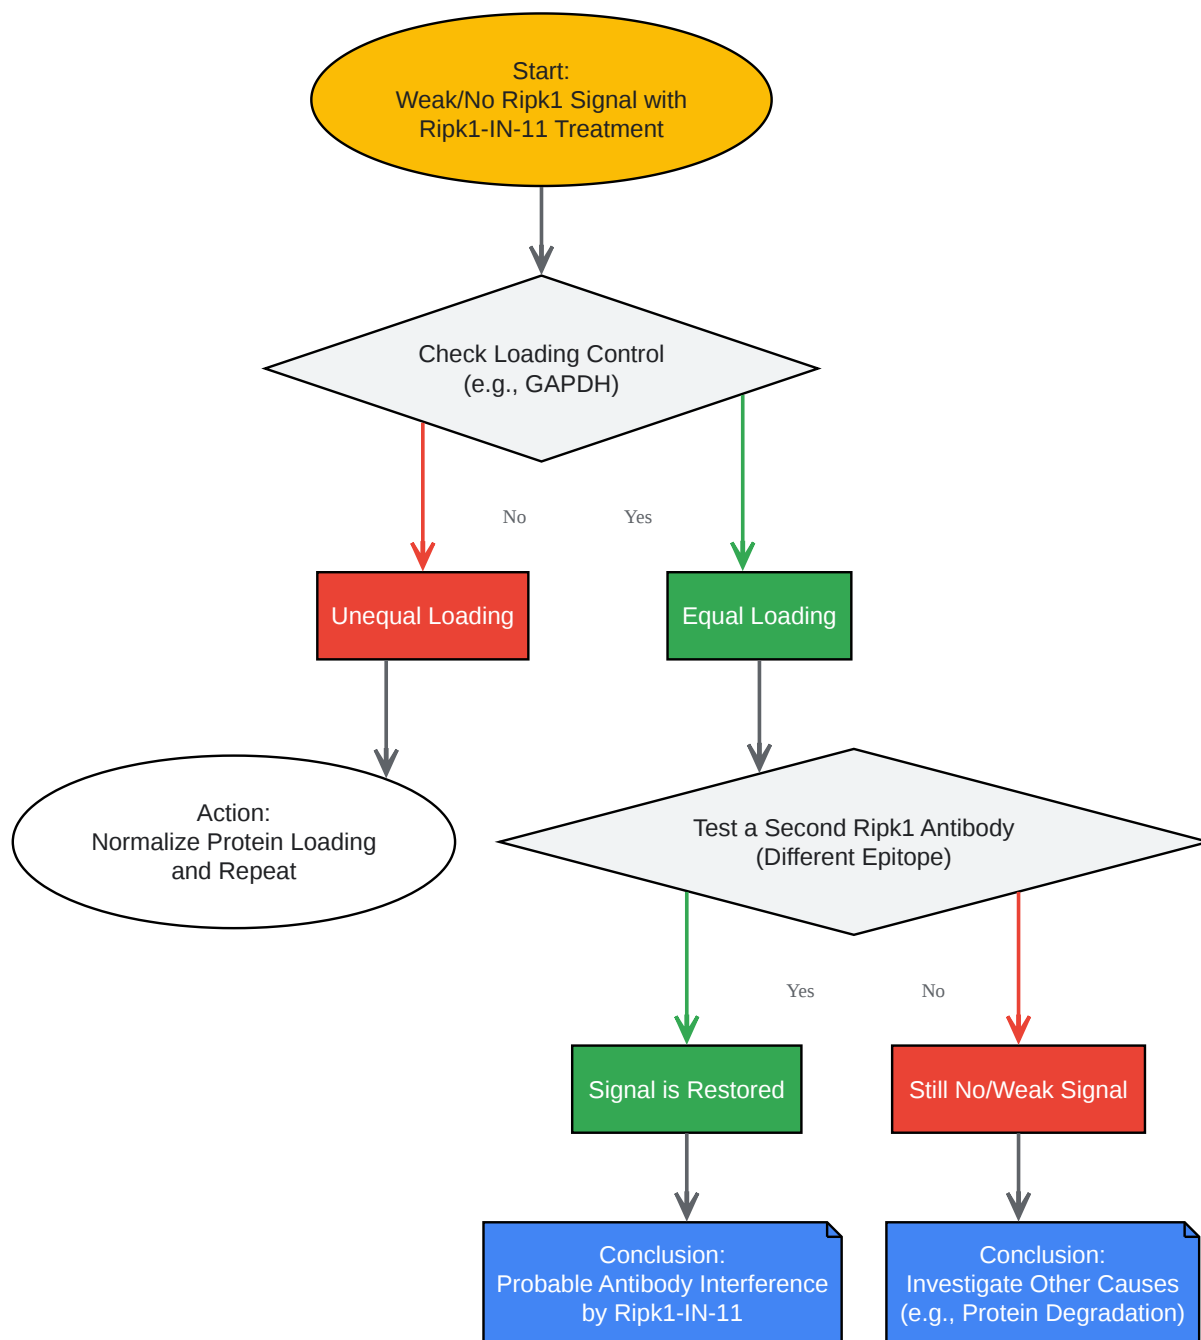 Start:
Weak/No Ripk1 Signal with
Ripk1-IN-11 Treatment
Check Loading Control
(e.g., GAPDH)
No
Yes
Unequal Loading
Equal Loading
Action:
Normalize Protein Loading
and Repeat
Test a Second Ripk1 Antibody
(Different Epitope)
Yes
No
Signal is Restored
Still No/Weak Signal
Conclusion:
Probable Antibody Interference
by Ripk1-IN-11
Conclusion:
Investigate Other Causes
(e.g., Protein Degradation)